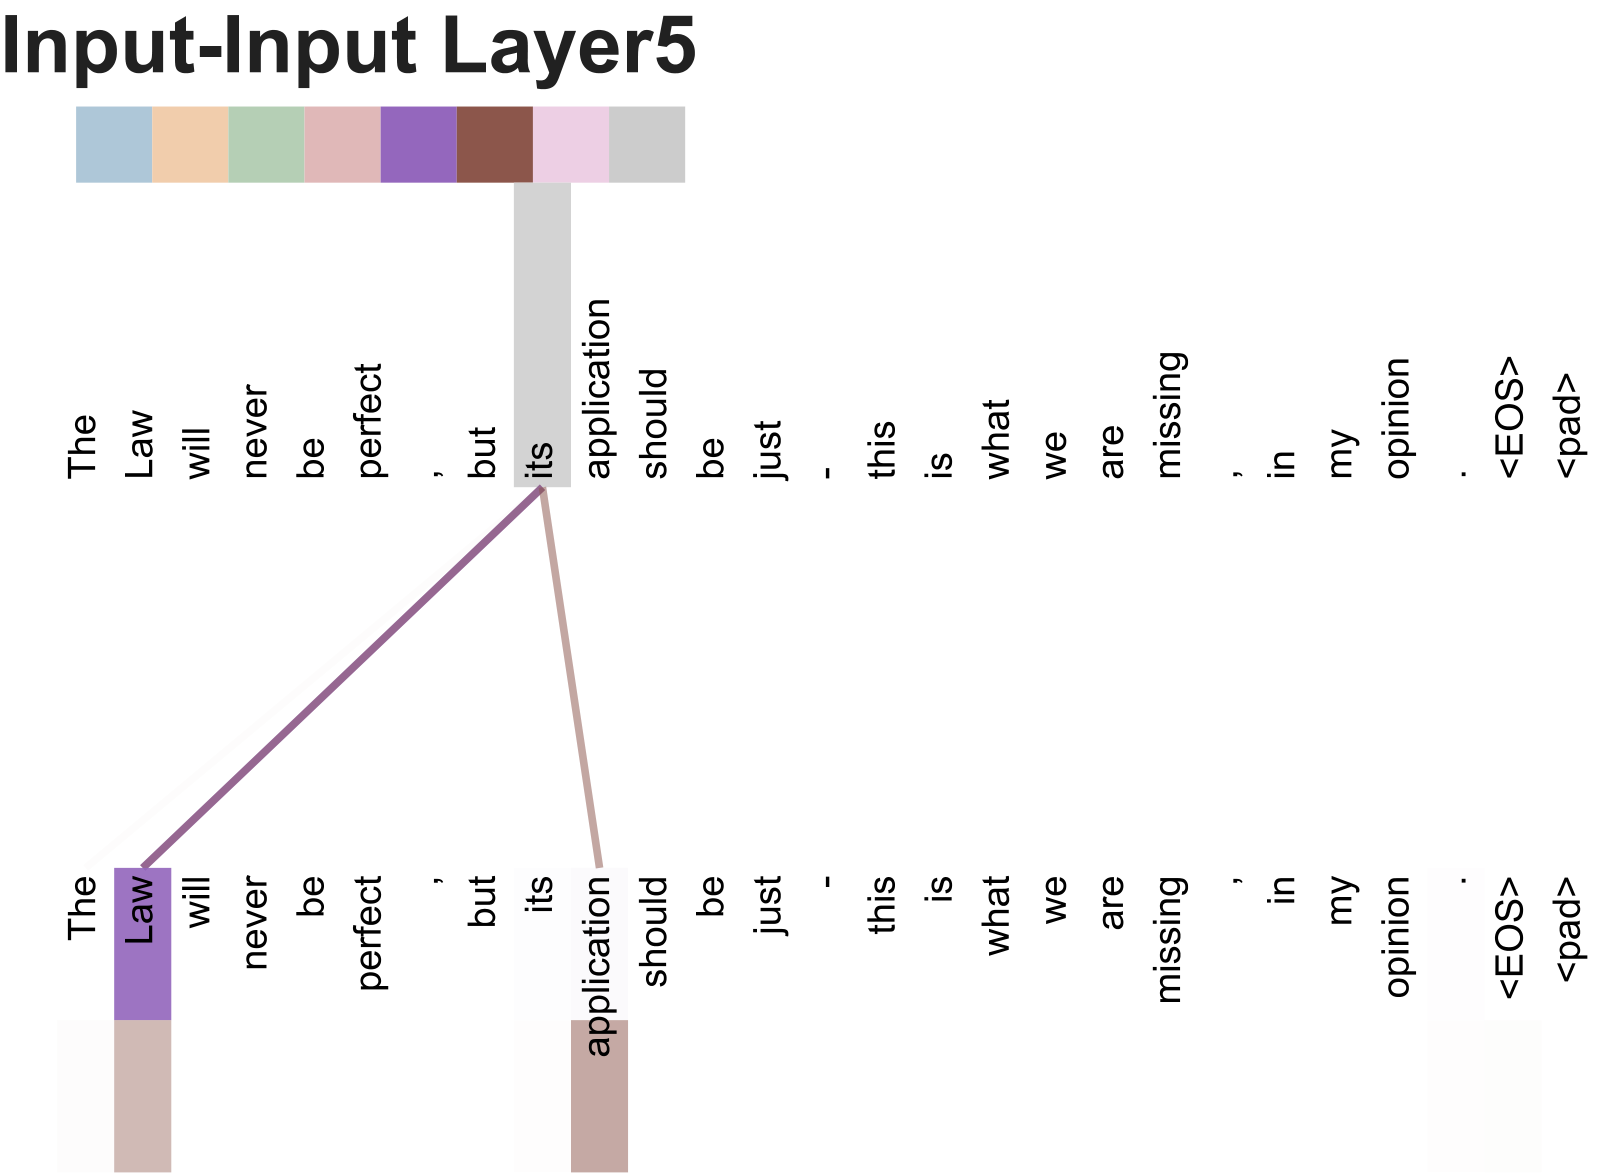 Input-Input Layer5
The Law will never be perfect , but its application should be just - this is what we are missing , in my opinion . <EOS> <pad>
The Law will never be perfect , but its application should be just - this is what we are missing , in my opinion . <EOS> <pad>